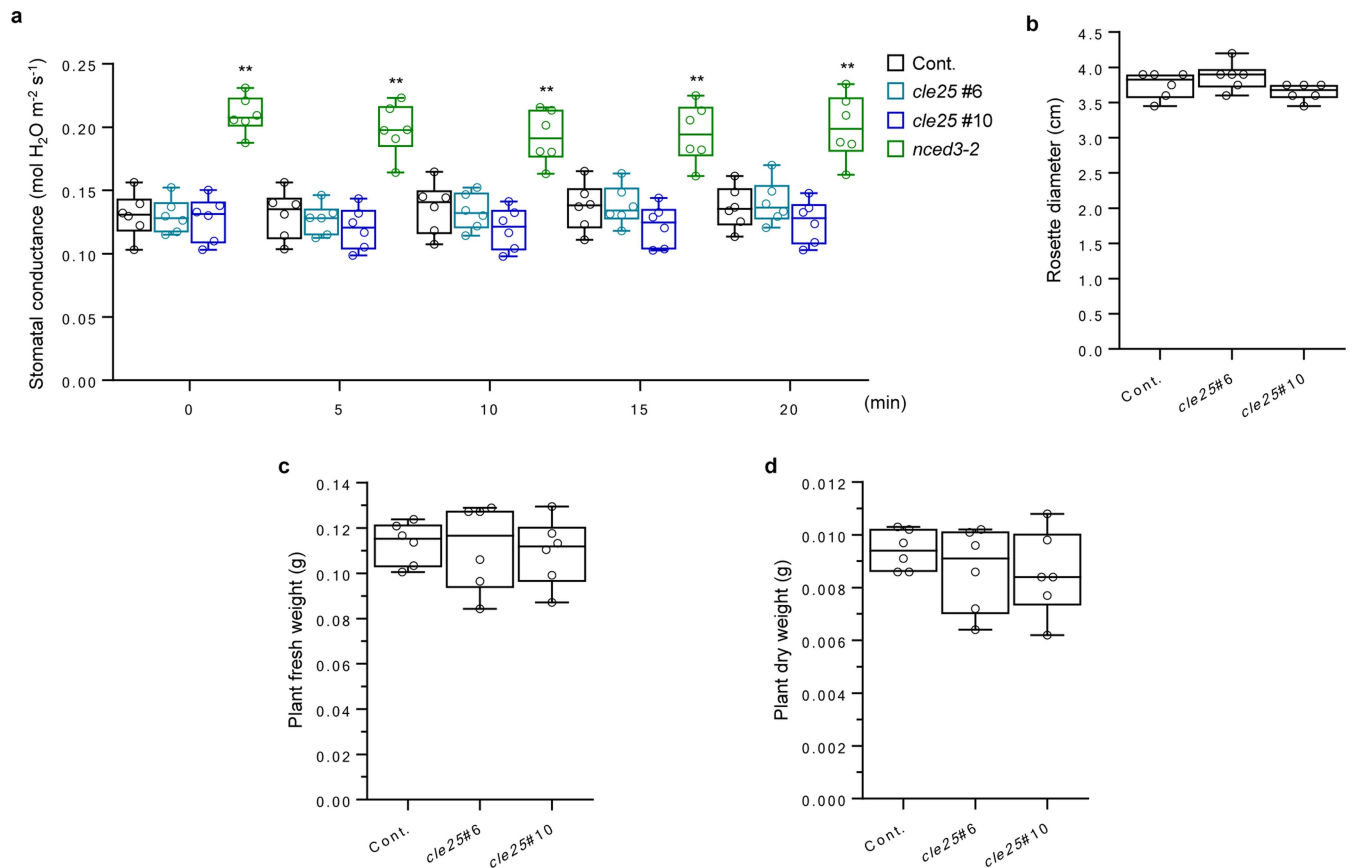 a
Stomatal conductance (mol H2O m-2 s-1)
0.25
0.20
0.15
0.10
0.05
0.00
** ** ** ** **
0 5 10 15 20 (min)
Cont.
cle25 #6
cle25 #10
nced3-2
b
Rosette diameter (cm)
4.5
4.0
3.5
3.0
2.5
2.0
1.5
1.0
0.5
0.0
Cont. cle25#6 cle25#10
c
Plant fresh weight (g)
0.14
0.12
0.10
0.08
0.06
0.04
0.02
0.00
Cont. cle25#6 cle25#10
d
Plant dry weight (g)
0.012
0.010
0.008
0.006
0.004
0.002
0.000
Cont. cle25#6 cle25#10